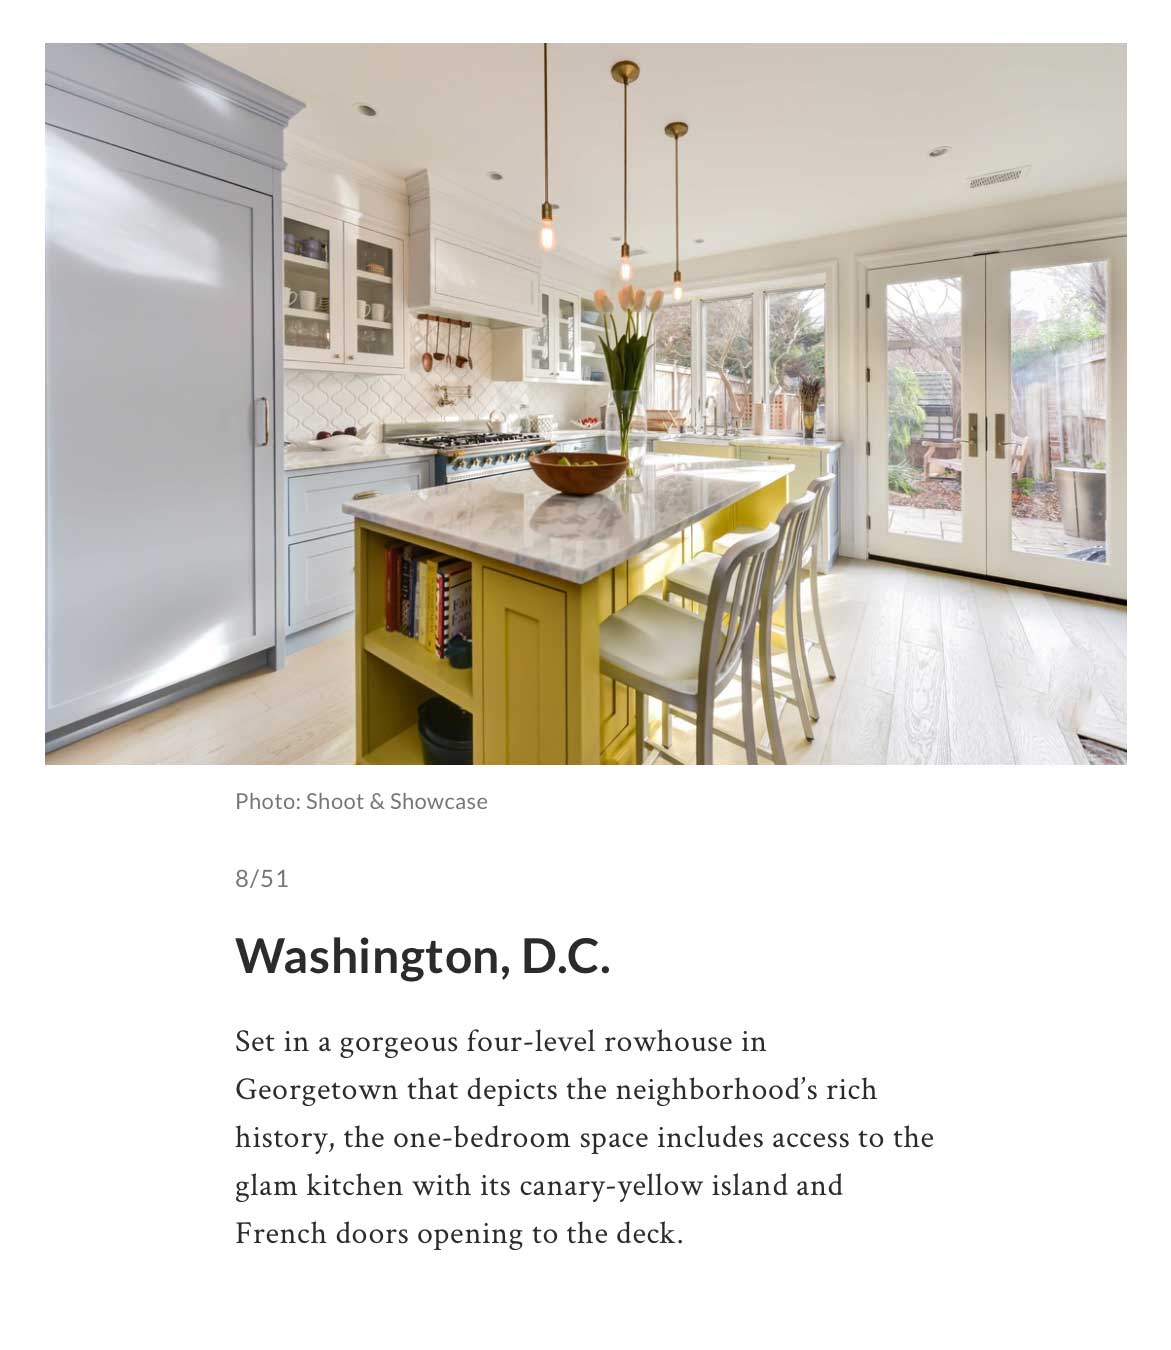 Photo: Shoot & Showcase
8/51
Washington, D.C.
Set in a gorgeous four-level rowhouse in
Georgetown that depicts the neighborhood’s rich
history, the one-bedroom space includes access to the
glam kitchen with its canary-yellow island and
French doors opening to the deck.